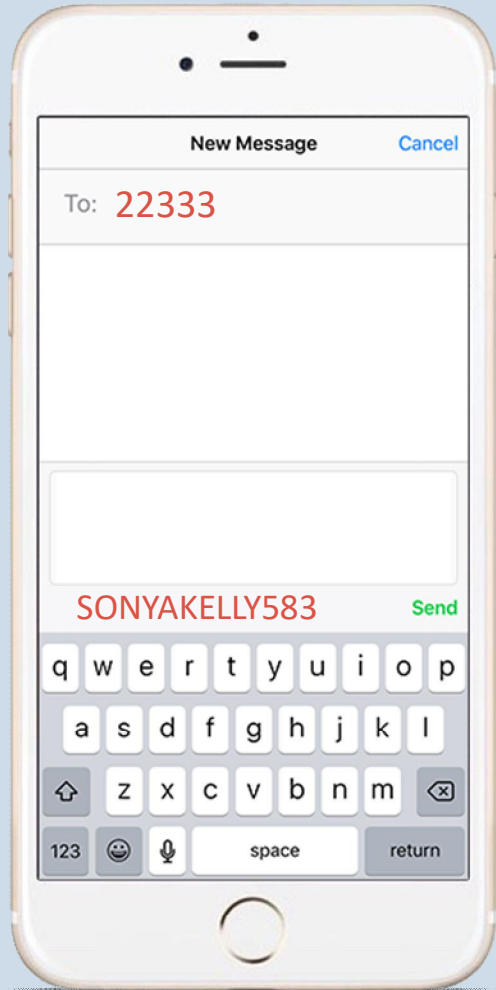 New Message Cancel
To: 22333
SONYAKELLY583 Send
q w e r t y u i o p
a s d f g h j k l
z x c v b n m
123 space return